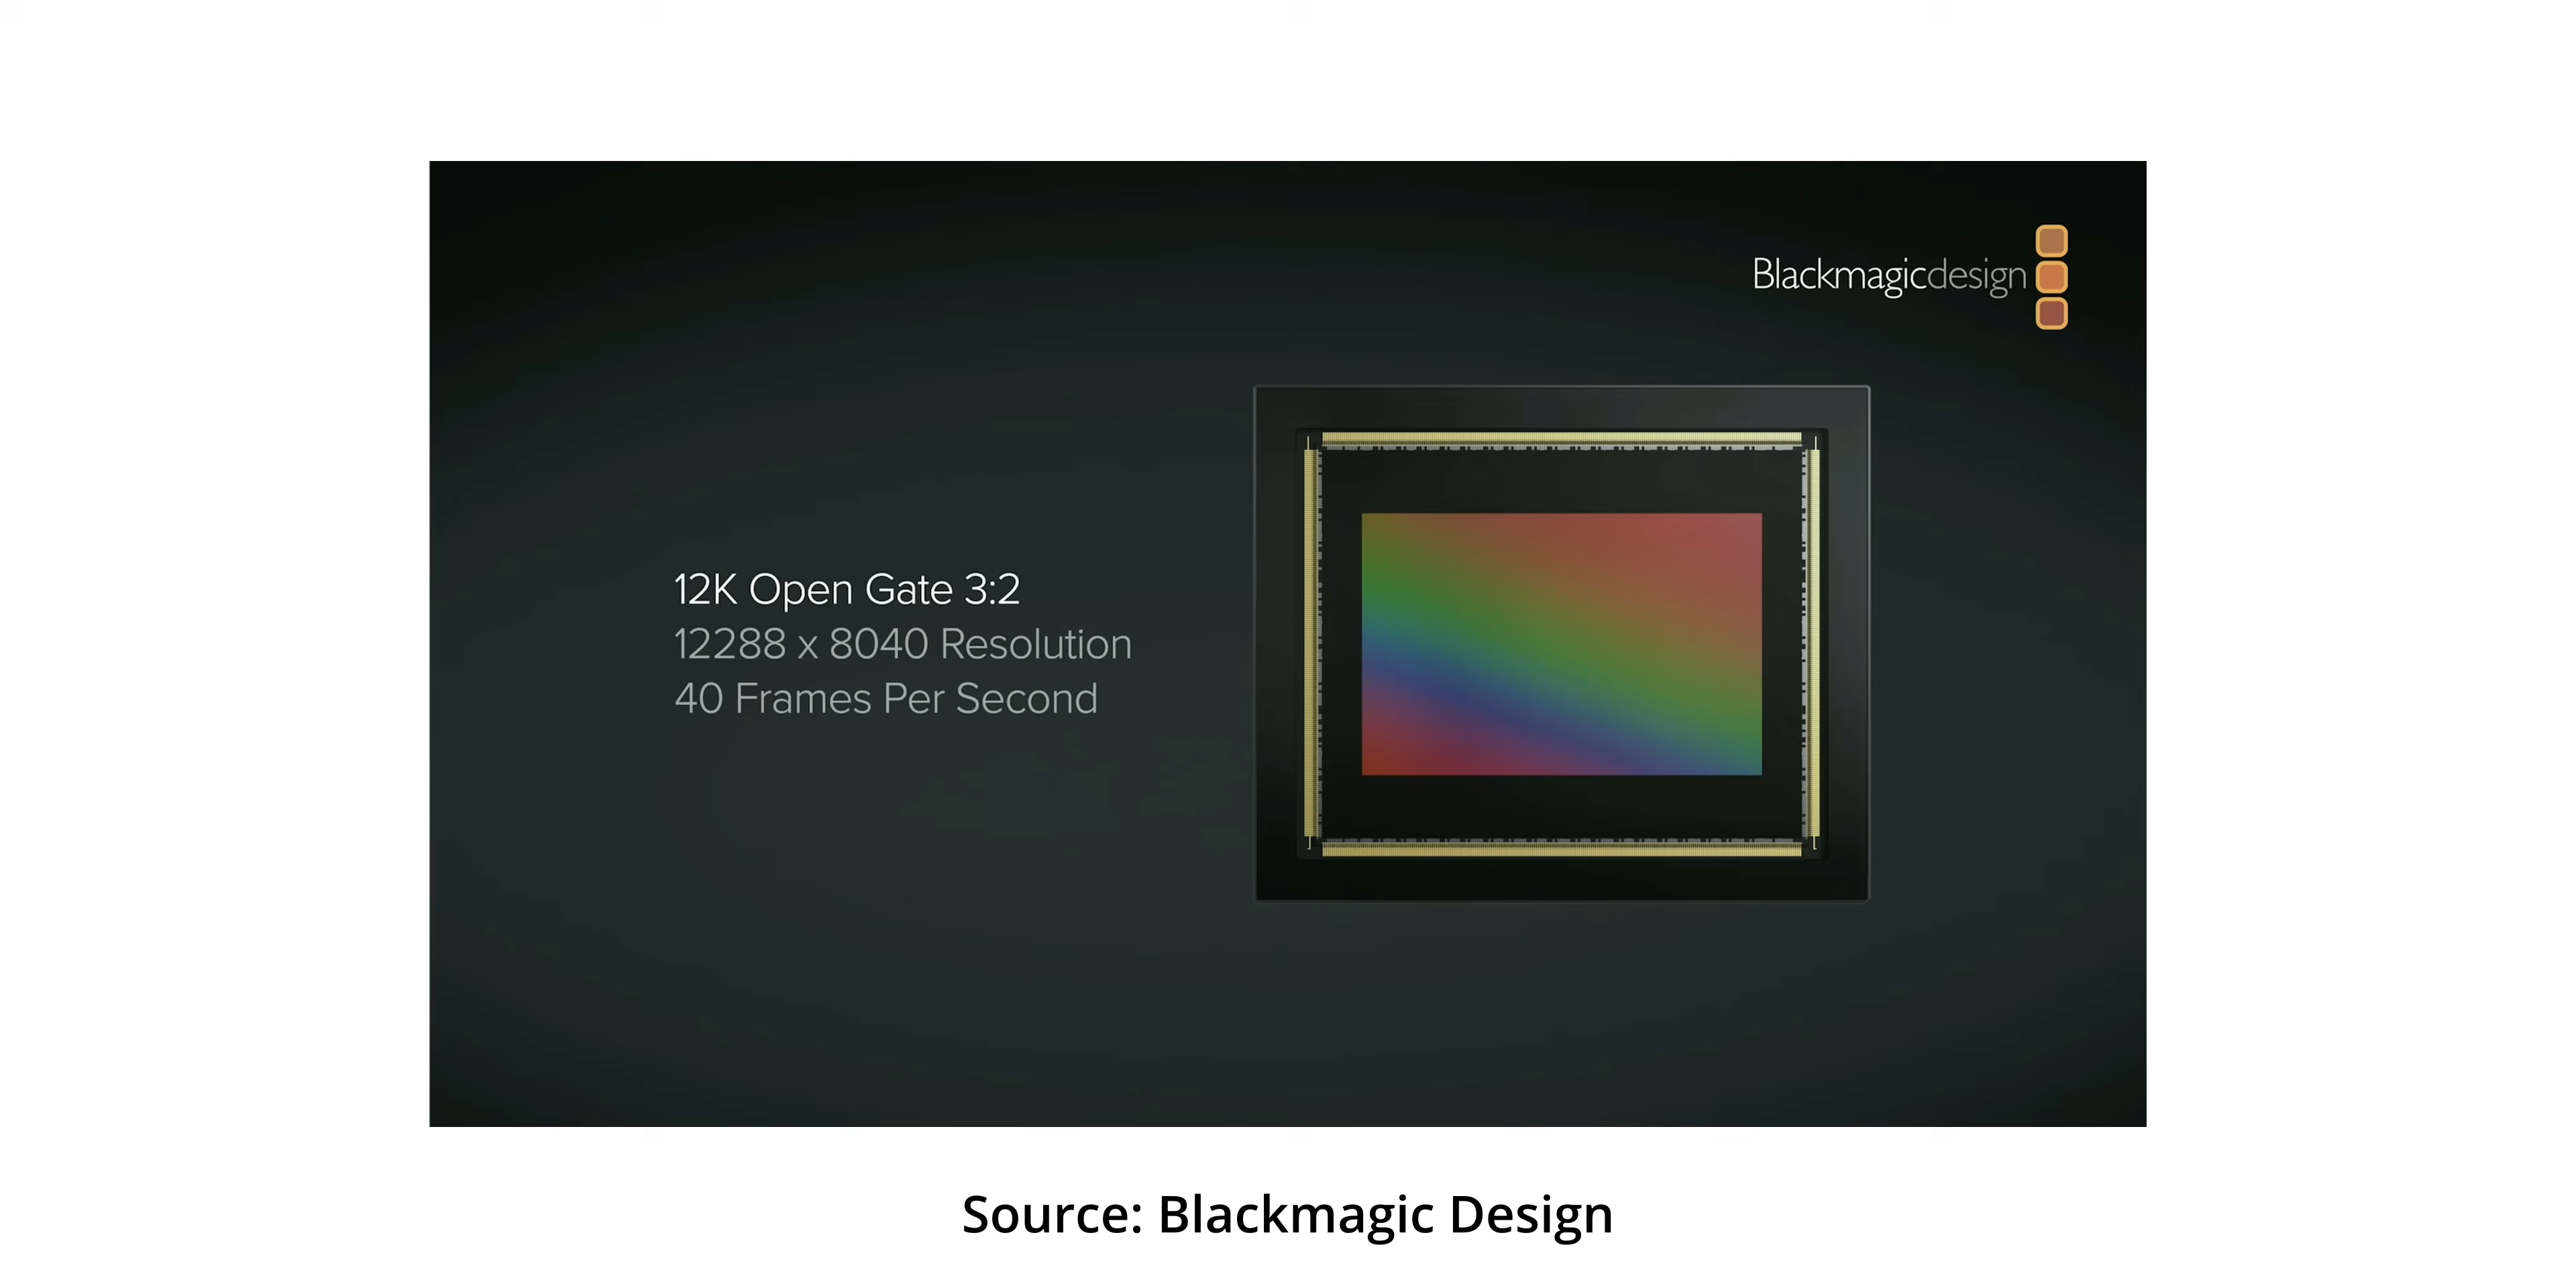 Blackmagicdesign
12K Open Gate 3:2
12288 x 8040 Resolution
40 Frames Per Second
Source: Blackmagic Design